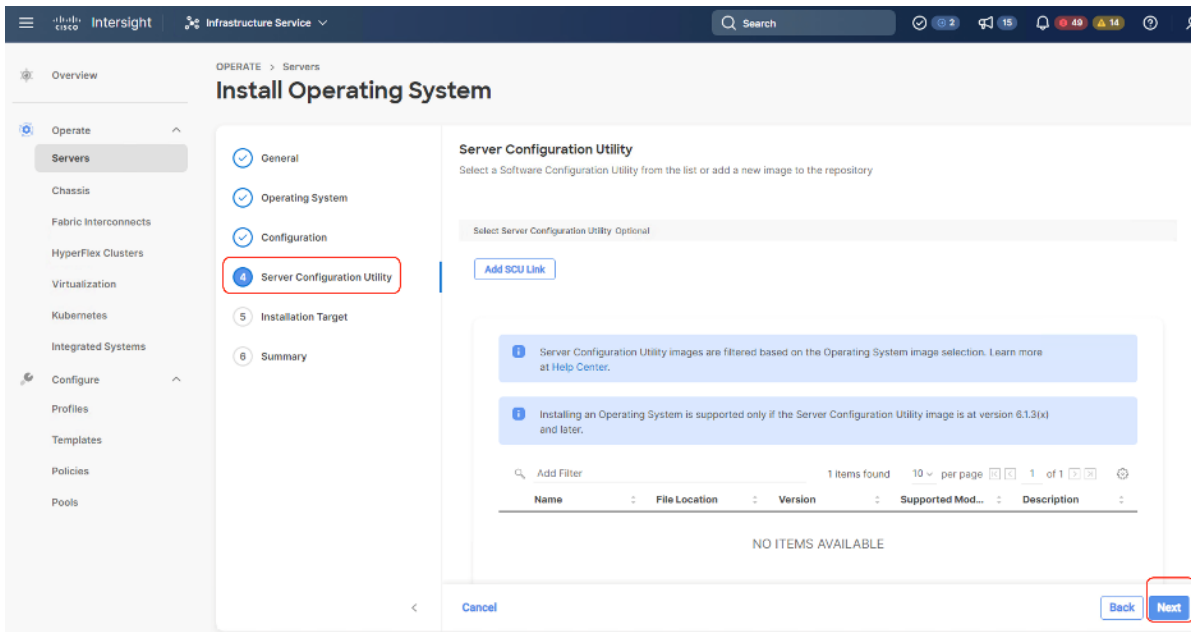 cisco Intersight Infrastructure Service Search 2 15 49 14
Overview
OPERATE > Servers
Install Operating System
Operate
Servers
Chassis
Fabric Interconnects
HyperFlex Clusters
Virtualization
Kubernetes
Integrated Systems
Configure
Profiles
Templates
Policies
Pools
General
Operating System
Configuration
4 Server Configuration Utility
5 Installation Target
6 Summary
Server Configuration Utility
Select a Software Configuration Utility from the list or add a new image to the repository
Select Server Configuration Utility Optional
Add SCU Link
Server Configuration Utility images are filtered based on the Operating System image selection. Learn more
at Help Center.
Installing an Operating System is supported only if the Server Configuration Utility image is at version 6.1.3(x)
and later.
Add Filter 1 items found 10 per page 1 of 1
Name File Location Version Supported Mod... Description
NO ITEMS AVAILABLE
Cancel Back Next